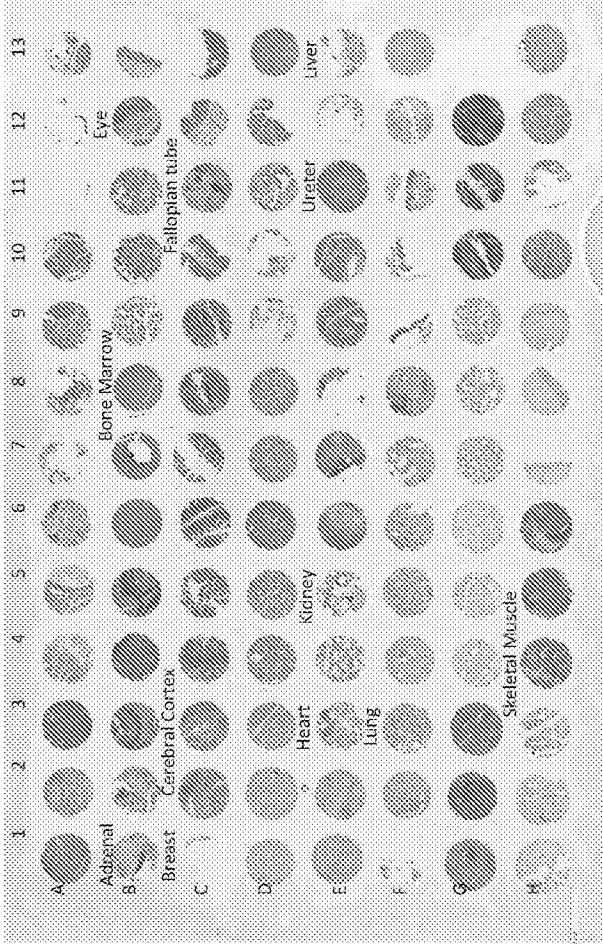 1 2 3 4 5 6 7 8 9 10 11 12 13
A
Adrenal Bone Marrow Eye
B
Breast Cerebral Cortex Fallopian tube
C
D
Heart Kidney Ureter Liver
E
Lung
F
G
Skeletal Muscle
H